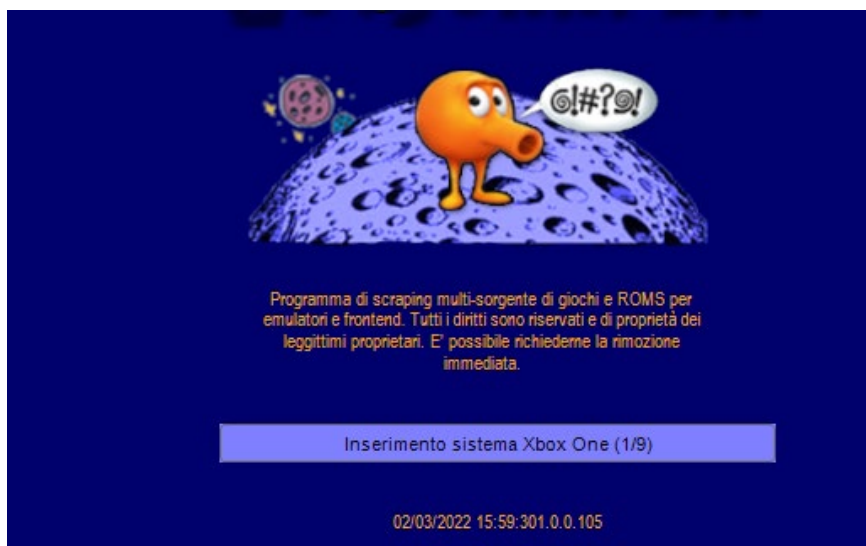 @!#?@!
Programma di scraping multi-sorgente di giochi e ROMS per
emulatori e frontend. Tutti i diritti sono riservati e di proprietà dei
leggittimi proprietari. E' possibile richiederne la rimozione
immediata.
Inserimento sistema Xbox One (1/9)
02/03/2022 15:59:301.0.0.105